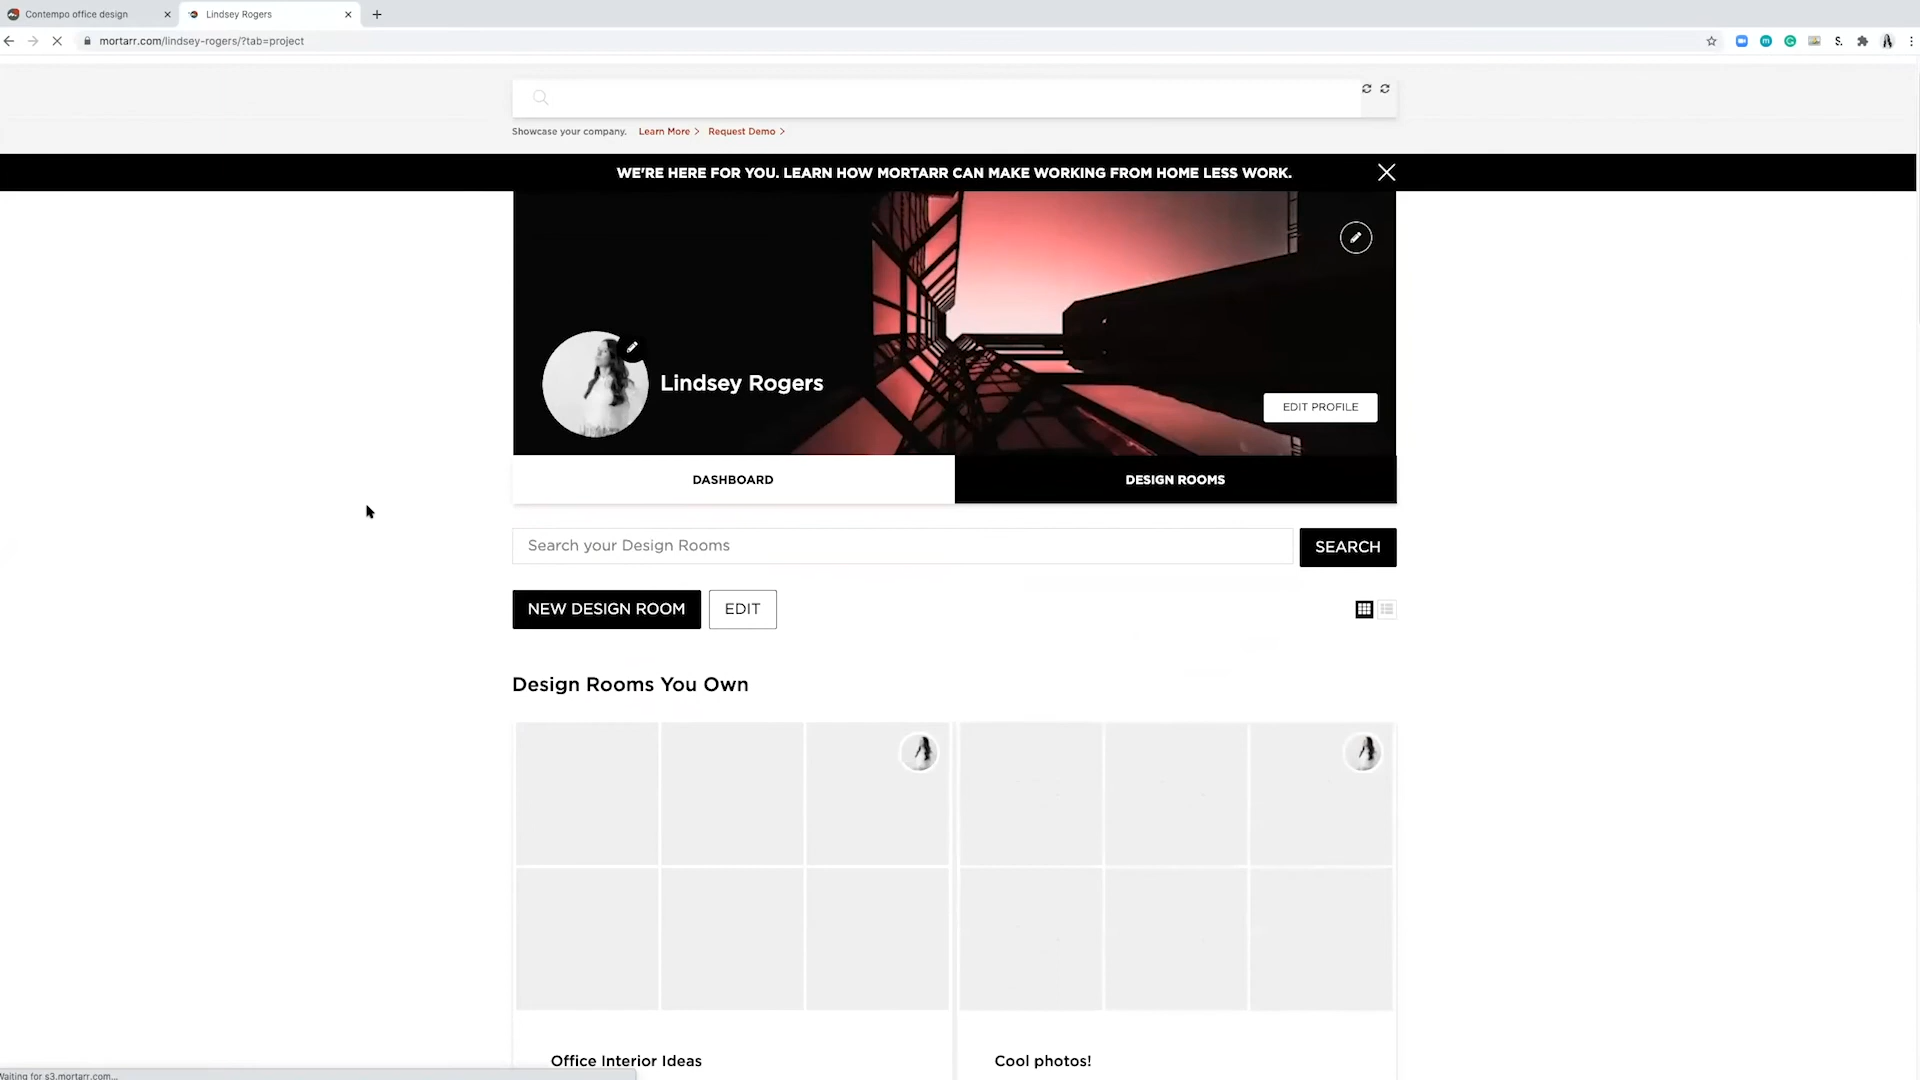 Contempo office design
Lindsey Rogers
mortarr.com/lindsey-rogers/?tab=project
Showcase your company. Learn More > Request Demo >
WE'RE HERE FOR YOU. LEARN HOW MORTARR CAN MAKE WORKING FROM HOME LESS WORK.
Lindsey Rogers
EDIT PROFILE
DASHBOARD
DESIGN ROOMS
Search your Design Rooms
SEARCH
NEW DESIGN ROOM
EDIT
Design Rooms You Own
Office Interior Ideas
Cool photos!
Waiting for s3.mortarr.com...